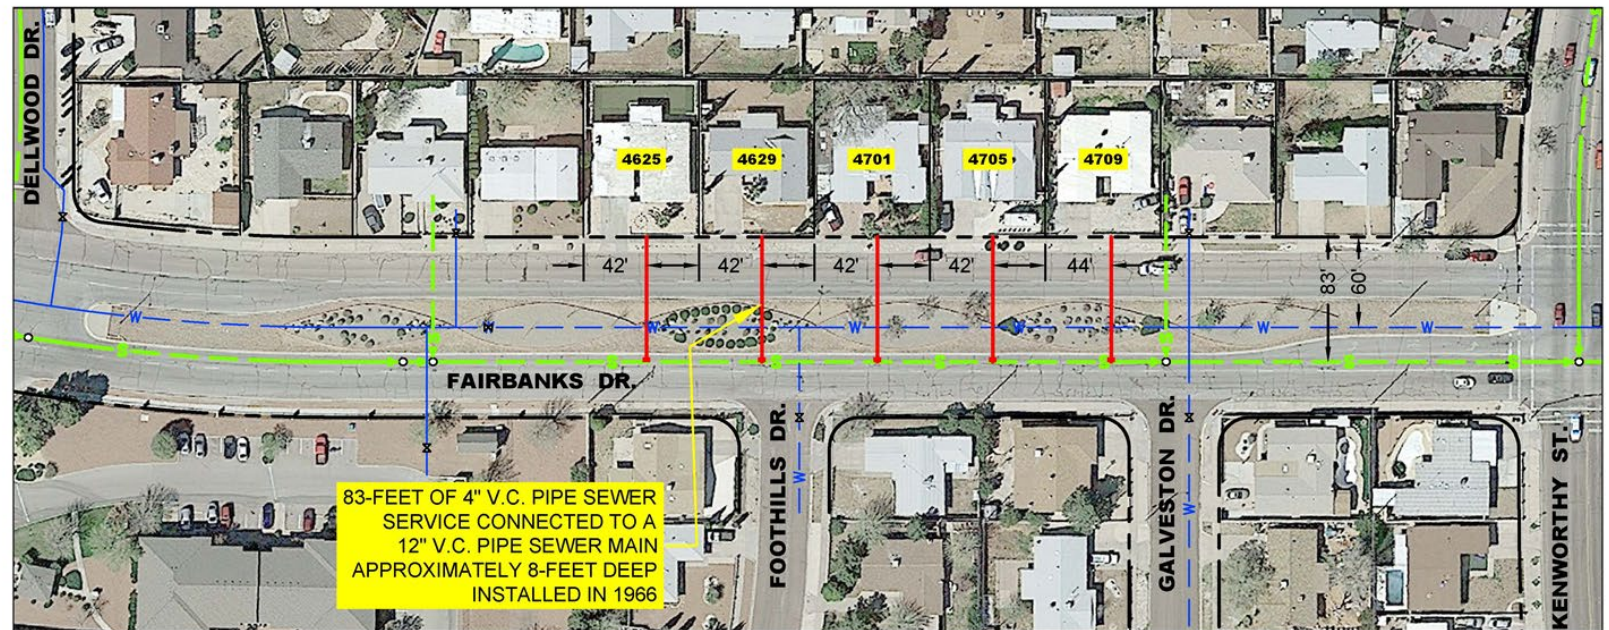 DELLWOOD DR.
4625
4629
4701
4705
4709
42'
42'
42'
42'
44'
83'
60'
W
W
W
W
W
W
FAIRBANKS DR.
FOOTHILLS DR.
W
GALVESTON DR.
W
KENWORTHY ST.
83-FEET OF 4" V.C. PIPE SEWER
SERVICE CONNECTED TO A
12" V.C. PIPE SEWER MAIN
APPROXIMATELY 8-FEET DEEP
INSTALLED IN 1966